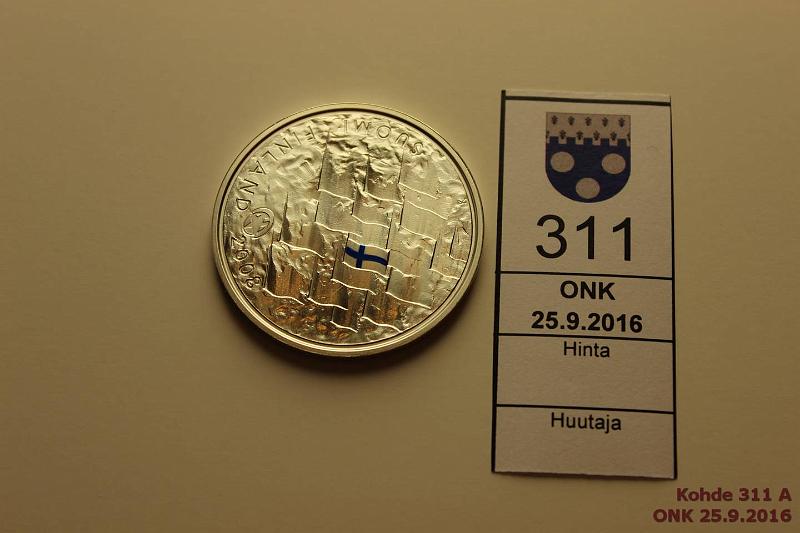 SUOMI FINLAND 2008
311
ONK
25.9.2016
Hinta
Huutaja
Kohde 311 A
ONK 25.9.2016